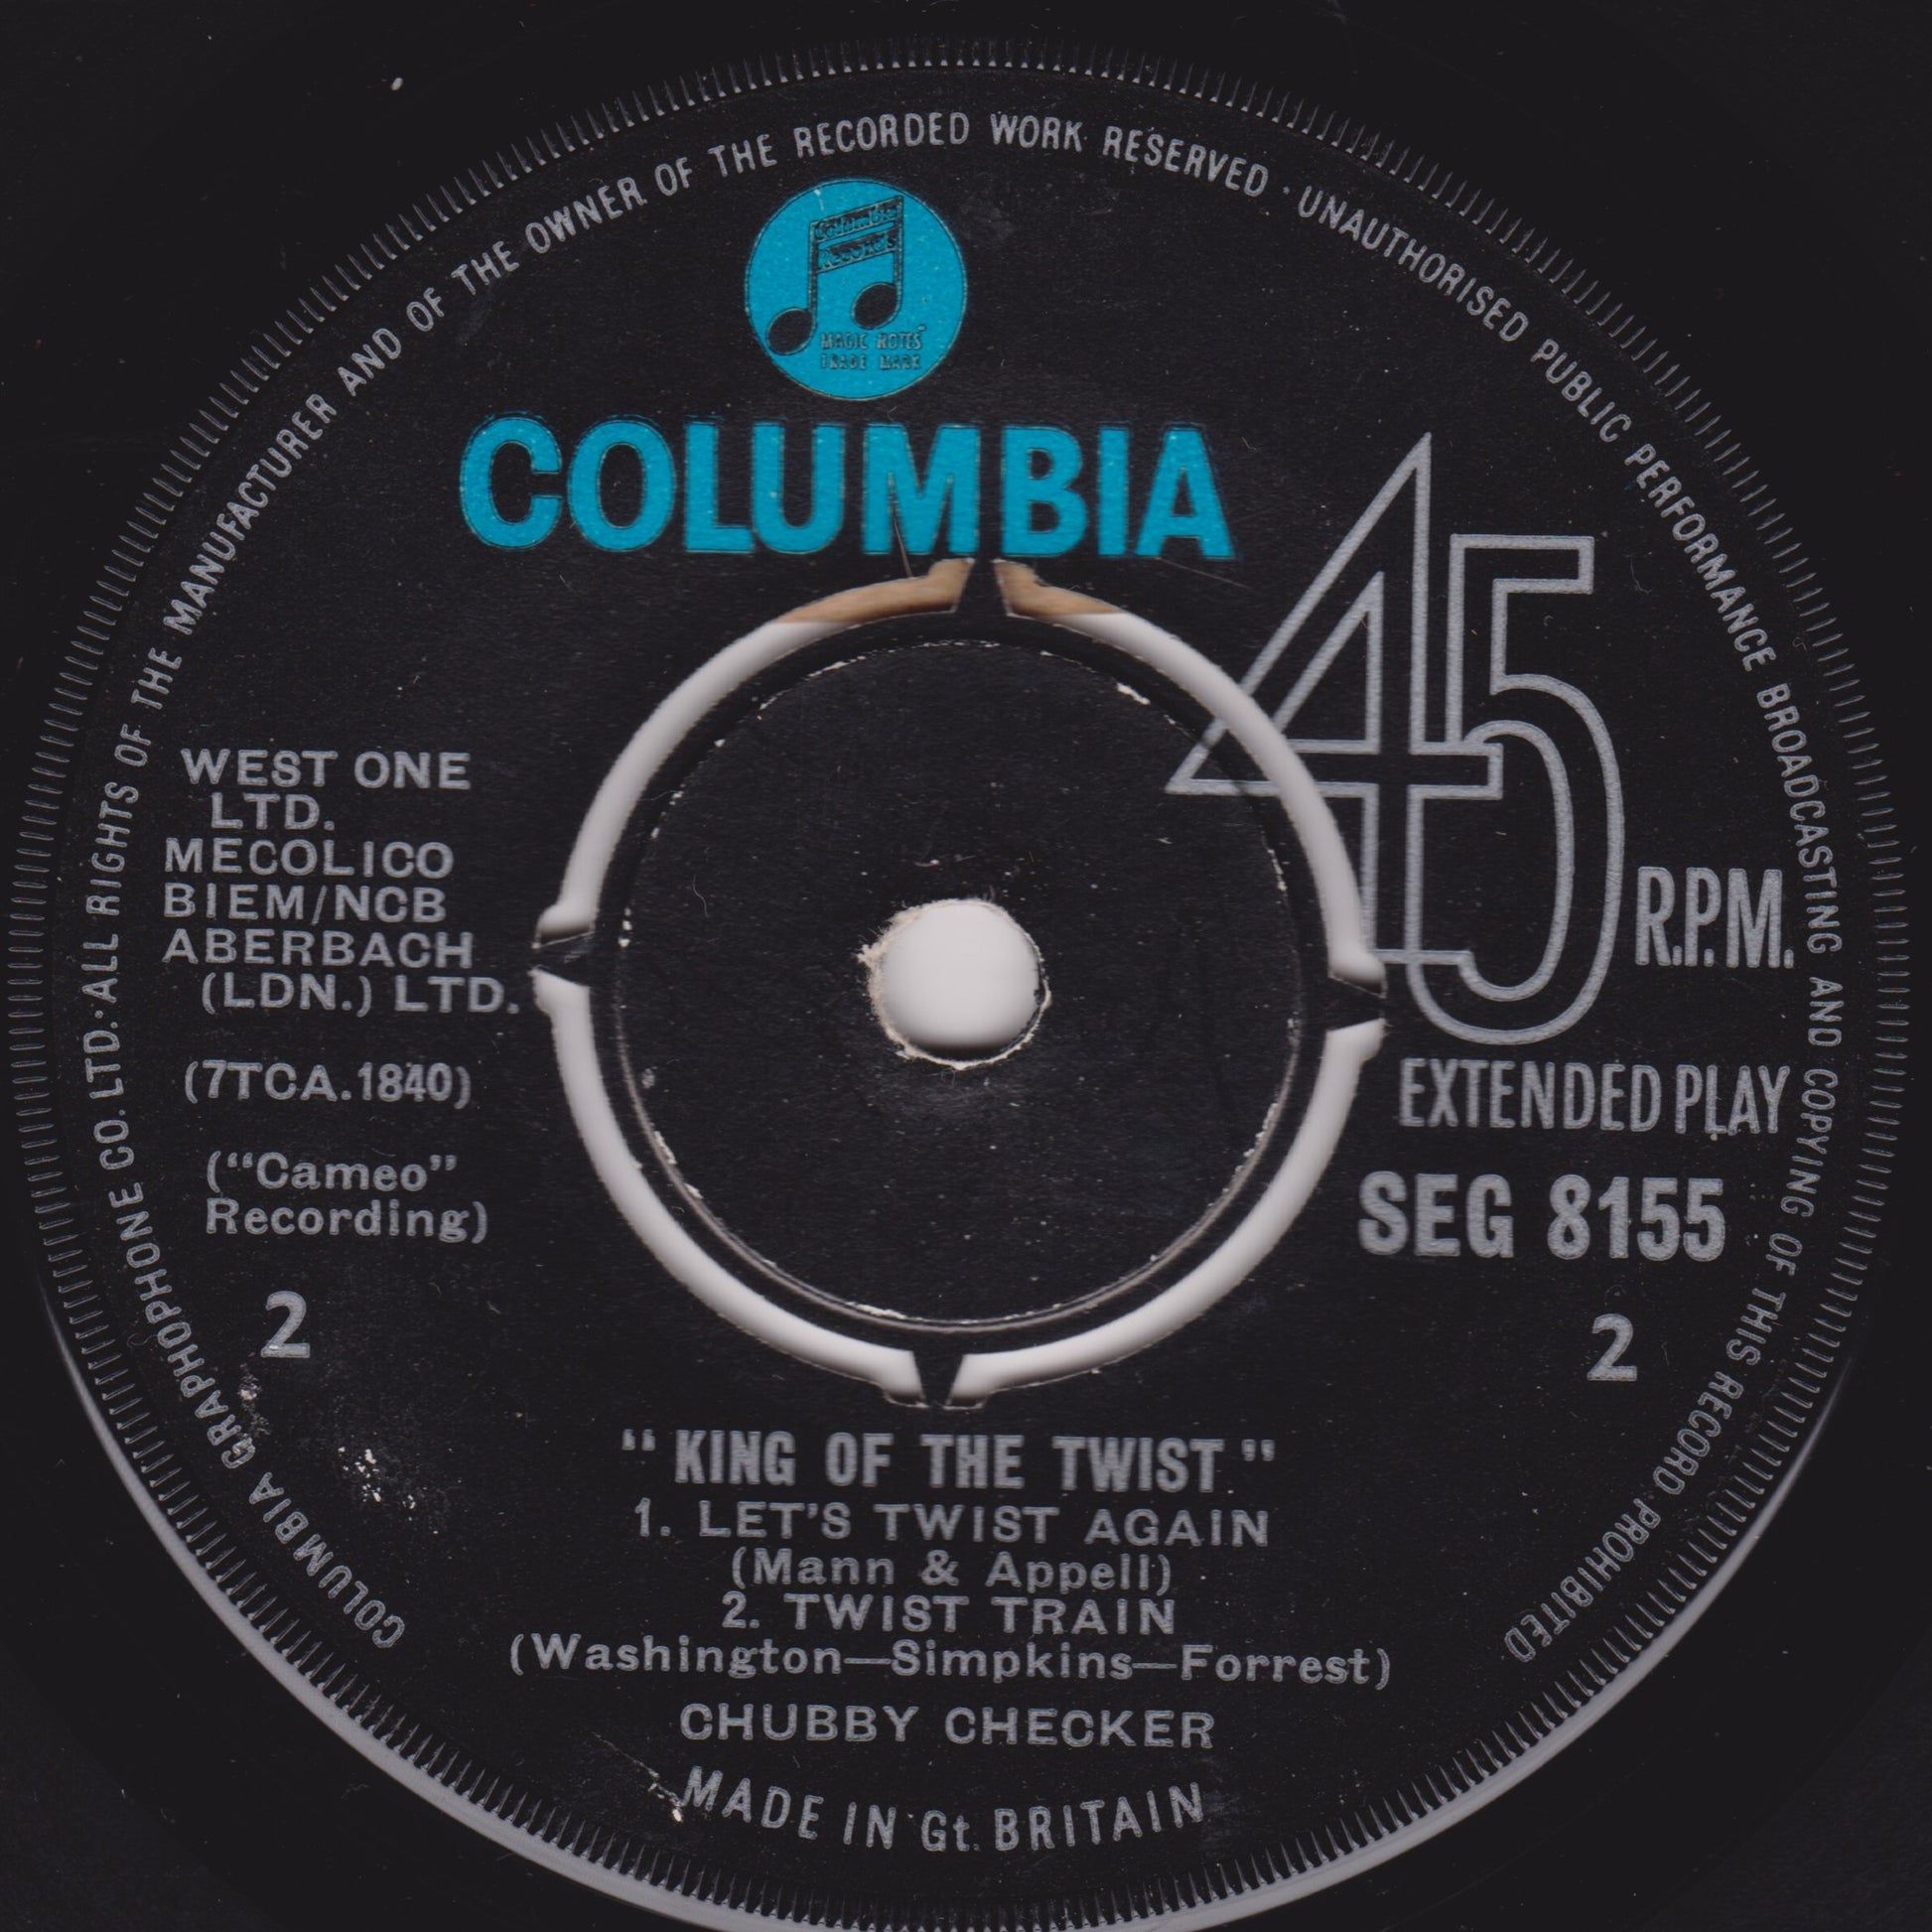 COLUMBIA GRAPHOPHONE CO. LTD.·ALL RIGHTS OF THE MANUFACTURER AND OF THE OWNER OF THE RECORDED WORK RESERVED · UNAUTHORISED PUBLIC PERFORMANCE BROADCASTING AND COPYING OF THIS RECORD PROHIBITED
Columbia
Records
MAGIC NOTES
TRADE MARK
COLUMBIA
45
R.P.M.
EXTENDED PLAY
SEG 8155
2
WEST ONE
LTD.
MECOLICO
BIEM/NCB
ABERBACH
(LDN.) LTD.
(7TCA.1840)
("Cameo"
Recording)
2
"KING OF THE TWIST"
1. LET'S TWIST AGAIN
(Mann & Appell)
2. TWIST TRAIN
(Washington—Simpkins—Forrest)
CHUBBY CHECKER
MADE IN Gt. BRITAIN